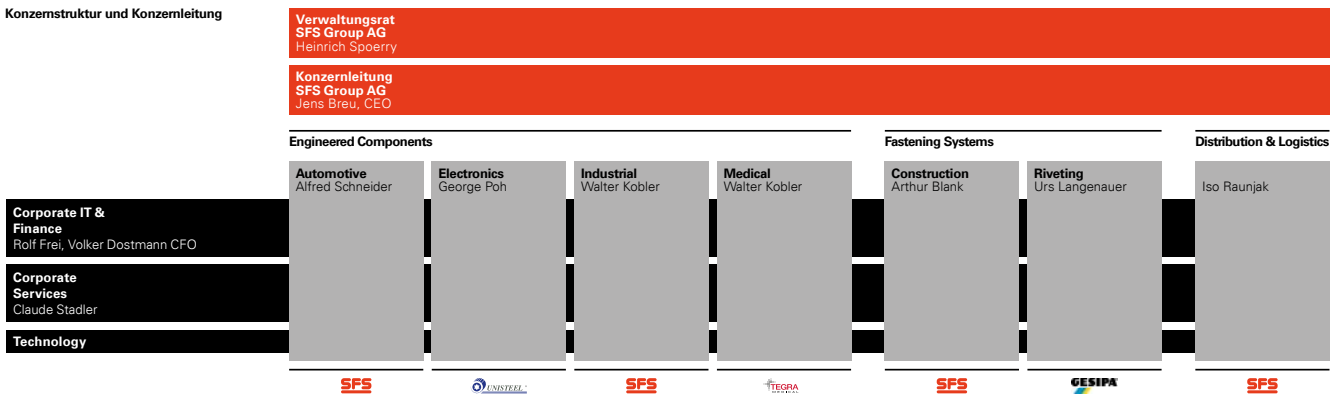 Konzernstruktur und Konzernleitung
Verwaltungsrat
SFS Group AG
Heinrich Spoerry
Konzernleitung
SFS Group AG
Jens Breu, CEO
Engineered Components
Fastening Systems
Distribution & Logistics
Automotive
Alfred Schneider
Electronics
George Poh
Industrial
Walter Kobler
Medical
Walter Kobler
Construction
Arthur Blank
Riveting
Urs Langenauer
Iso Raunjak
Corporate IT &
Finance
Rolf Frei, Volker Dostmann CFO
Corporate
Services
Claude Stadler
Technology
SFS
UNISTEEL
SFS
TEGRA
MEDICAL
SFS
GESIPA
SFS